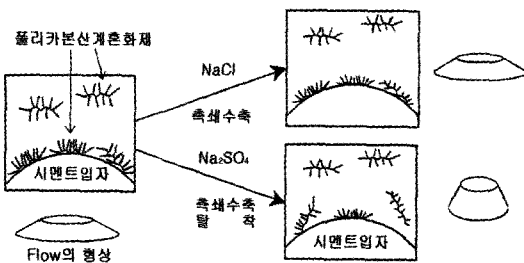 폴리카본산계혼화제
NaCl
측쇄수축
Na₂SO₄
측쇄수축
탈 착
시멘트입자
시멘트입자
Flow의 형상